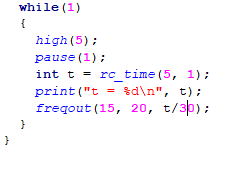 while(1)
{
high(5);
pause(1);
int t = rc_time(5, 1);
print("t = %d\n", t);
freqout(15, 20, t/30);
}
}